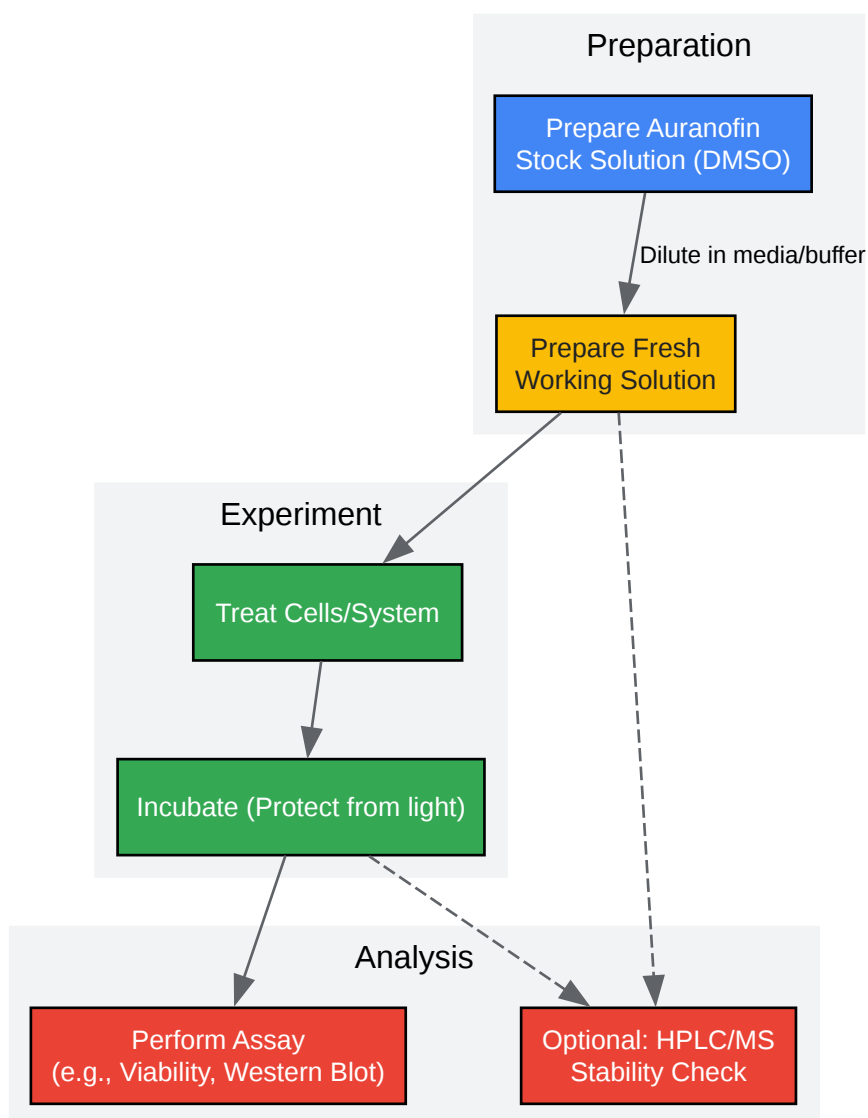 Preparation
Prepare Auranofin
Stock Solution (DMSO)
Dilute in media/buffer
Prepare Fresh
Working Solution
Experiment
Treat Cells/System
Incubate (Protect from light)
Analysis
Perform Assay
(e.g., Viability, Western Blot)
Optional: HPLC/MS
Stability Check